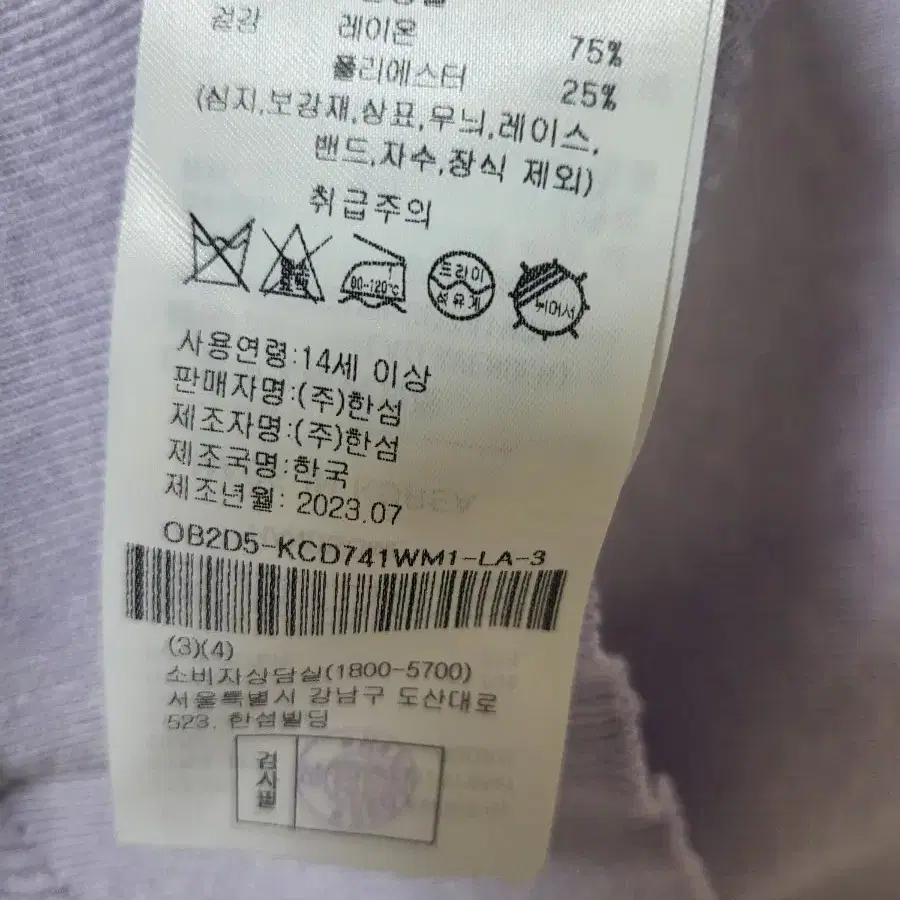 겉감 레이온 75%
폴리에스터 25%
(심지,보강재,상표,무늬,레이스,
밴드,자수,장식 제외)
취급주의
80-120℃ 드라이 뉘어서
석유계
사용연령:14세 이상
판매자명:(주)한섬
제조자명:(주)한섬
제조국명:한국
제조년월: 2023.07
OB2D5-KCD741WM1-LA-3
(3)(4)
소비자상담실(1800-5700)
서울특별시 강남구 도산대로
523. 한섬빌딩
검사필